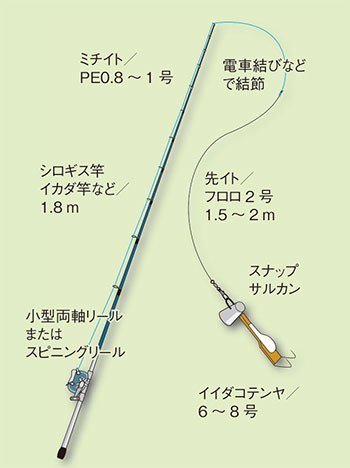 ミチイト／
PE0.8～1号
電車結びなど
で結節
シロギス竿
イカダ竿など／
1.8m
先イト／
フロロ2号
1.5～2m
スナップ
サルカン
小型両軸リール
または
スピニングリール
イイダコテンヤ／
6～8号